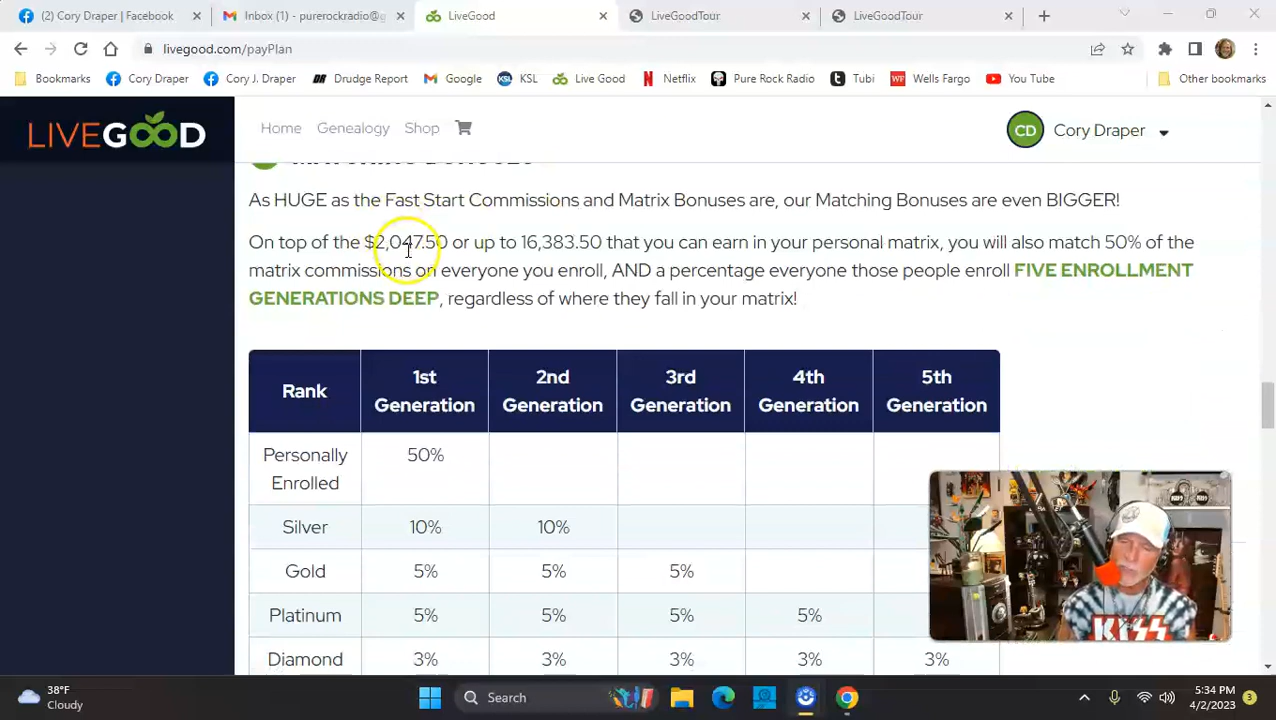 (2) Cory Draper | Facebook
Inbox (1) - purerockradio@g
LiveGood
LiveGoodTour
LiveGoodTour
livegood.com/payPlan
Bookmarks
Cory Draper
Cory J. Draper
DR Drudge Report
Google
KSL KSL
Live Good
Netflix
Pure Rock Radio
t Tubi
WF Wells Fargo
You Tube
Other bookmarks
LIVEGOOD
Home
Genealogy
Shop
CD Cory Draper
As HUGE as the Fast Start Commissions and Matrix Bonuses are, our Matching Bonuses are even BIGGER!
On top of the $2,047.50 or up to 16,383.50 that you can earn in your personal matrix, you will also match 50% of the
matrix commissions on everyone you enroll, AND a percentage everyone those people enroll FIVE ENROLLMENT
GENERATIONS DEEP, regardless of where they fall in your matrix!
Rank
1st Generation
2nd Generation
3rd Generation
4th Generation
5th Generation
Personally Enrolled 50%
Silver 10% 10%
Gold 5% 5% 5%
Platinum 5% 5% 5% 5%
Diamond 3% 3% 3% 3% 3%
KISS
38°F
Cloudy
Search
5:34 PM
4/2/2023
3